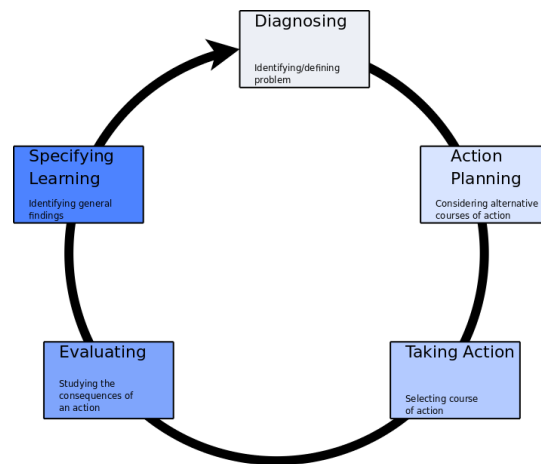 Diagnosing
Identifying/defining
problem
Action
Planning
Considering alternative
courses of action
Taking Action
Selecting course
of action
Evaluating
Studying the
consequences of
an action
Specifying
Learning
Identifying general
findings